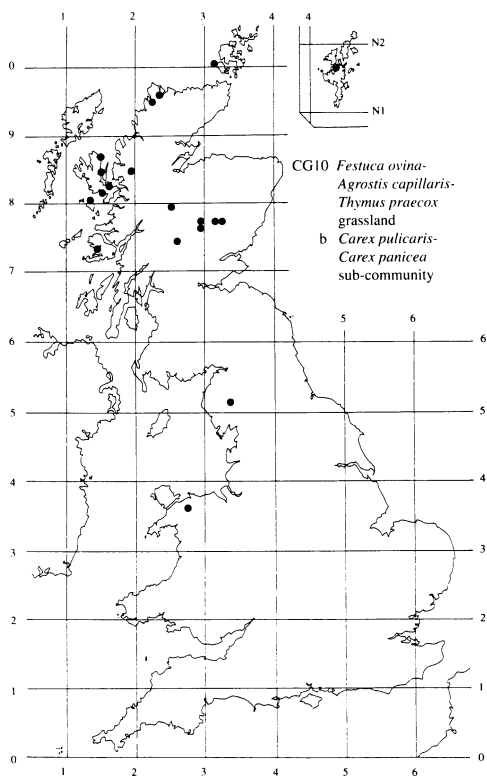 1 2 3 4
4
N2
N1
0
9
8
7
CG10 Festuca ovina-
Agrostis capillaris-
Thymus praecox
grassland
b Carex pulicaris-
Carex panicea
sub-community
5 6
6 6
5 5
4 4
3 3
2 2
1 1
0 0
1 2 3 4 5 6